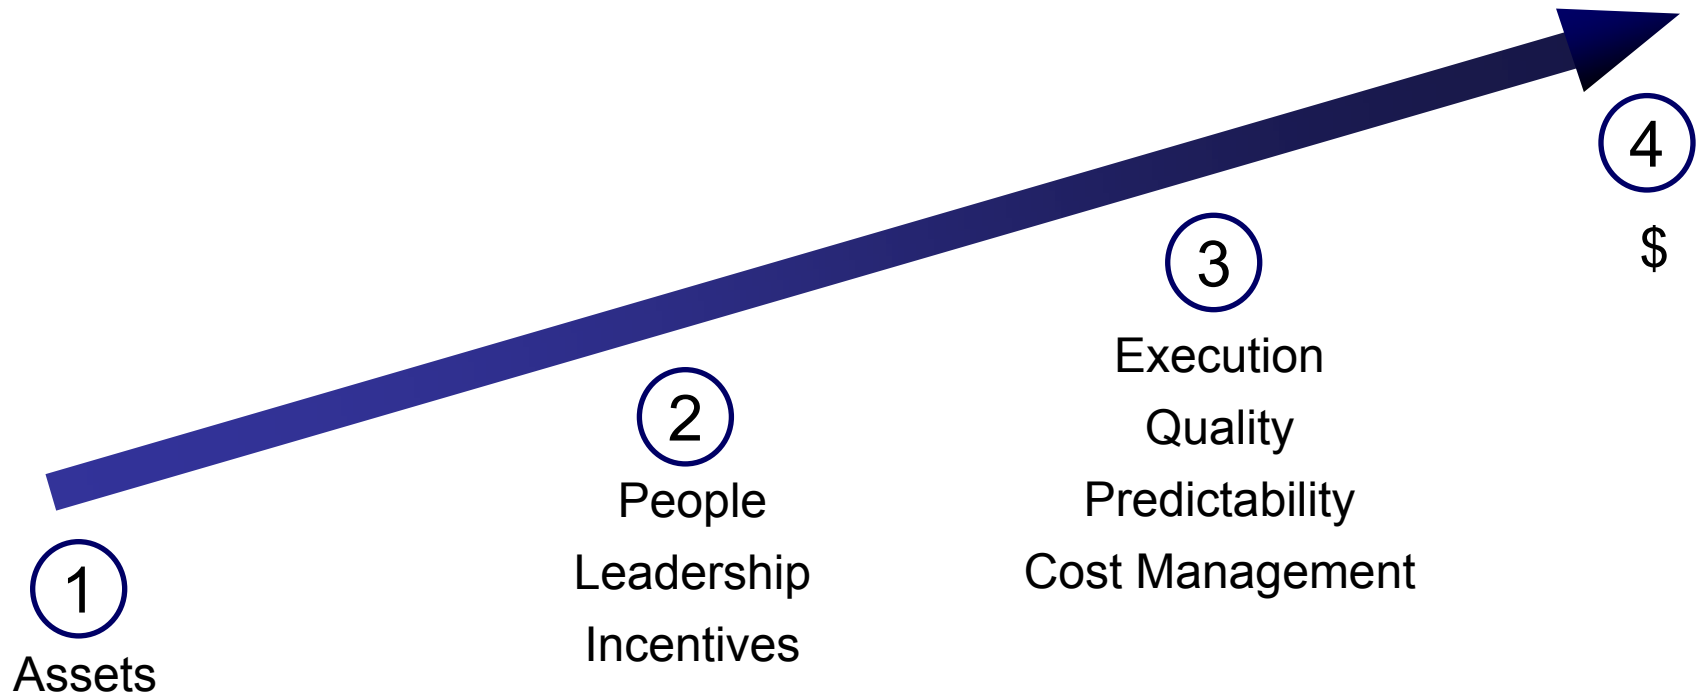 1
Assets
2
People
Leadership
Incentives
3
Execution
Quality
Predictability
Cost Management
4
$